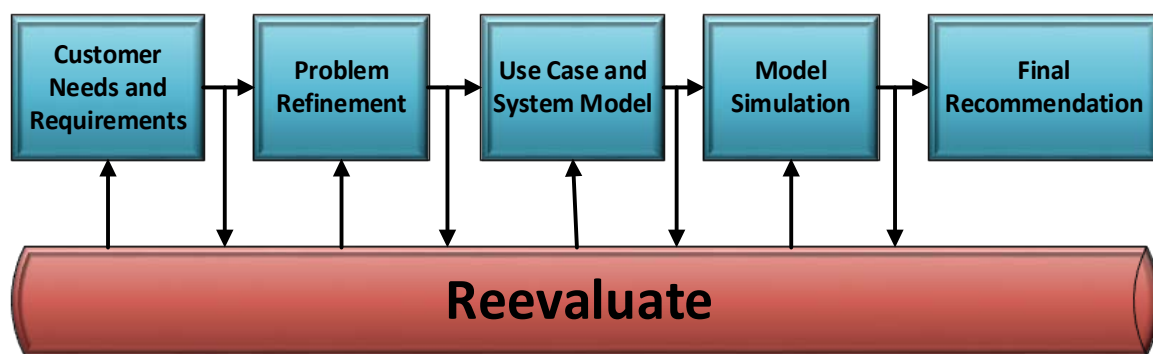 Customer
Needs and
Requirements
Problem
Refinement
Use Case and
System Model
Model
Simulation
Final
Recommendation
Reevaluate